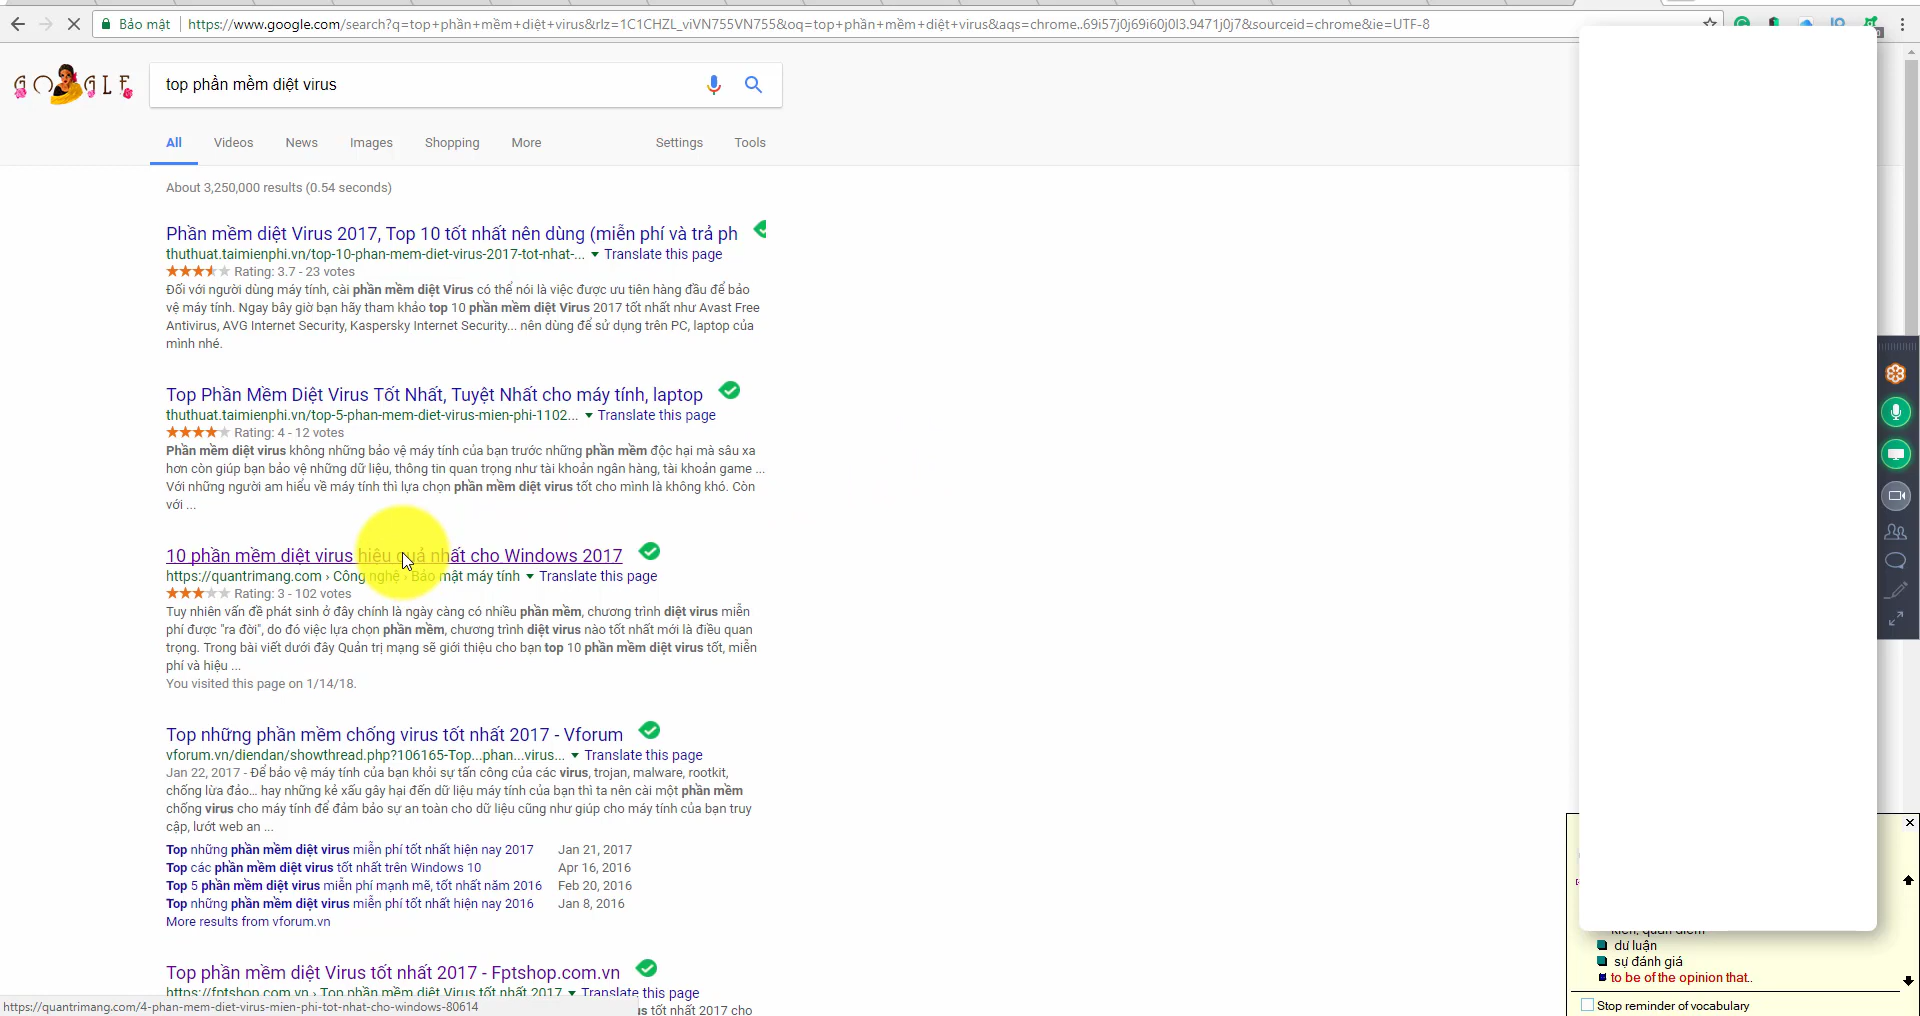 Bảo mật
https://www.google.com/search?q=top+phần+mềm+diệt+virus&rlz=1C1CHZL_viVN755VN755&oq=top+phần+mềm+diệt+virus&aqs=chrome..69i57j0j69i60j0l3.9471j0j7&sourceid=chrome&ie=UTF-8
GOOGLE
top phần mềm diệt virus
All Videos News Images Shopping More Settings Tools
About 3,250,000 results (0.54 seconds)
Phần mềm diệt Virus 2017, Top 10 tốt nhất nên dùng (miễn phí và trả ph
thuthuat.taimienphi.vn/top-10-phan-mem-diet-virus-2017-tot-nhat-... ▼ Translate this page
Rating: 3.7 - 23 votes
Đối với người dùng máy tính, cài phần mềm diệt Virus có thể nói là việc được ưu tiên hàng đầu để bảo
vệ máy tính. Ngay bây giờ bạn hãy tham khảo top 10 phần mềm diệt Virus 2017 tốt nhất như Avast Free
Antivirus, AVG Internet Security, Kaspersky Internet Security... nên dùng để sử dụng trên PC, laptop của
mình nhé.
Top Phần Mềm Diệt Virus Tốt Nhất, Tuyệt Nhất cho máy tính, laptop
thuthuat.taimienphi.vn/top-5-phan-mem-diet-virus-mien-phi-1102... ▼ Translate this page
Rating: 4 - 12 votes
Phần mềm diệt virus không những bảo vệ máy tính của bạn trước những phần mềm độc hại mà sâu xa
hơn còn giúp bạn bảo vệ những dữ liệu, thông tin quan trọng như tài khoản ngân hàng, tài khoản game ...
Với những người am hiểu về máy tính thì lựa chọn phần mềm diệt virus tốt cho mình là không khó. Còn
với ...
10 phần mềm diệt virus hiệu quả nhất cho Windows 2017
https://quantrimang.com › Công nghệ › Bảo mật máy tính ▼ Translate this page
Rating: 3 - 102 votes
Tuy nhiên vấn đề phát sinh ở đây chính là ngày càng có nhiều phần mềm, chương trình diệt virus miễn
phí được "ra đời", do đó việc lựa chọn phần mềm, chương trình diệt virus nào tốt nhất mới là điều quan
trọng. Trong bài viết dưới đây Quản trị mạng sẽ giới thiệu cho bạn top 10 phần mềm diệt virus tốt, miễn
phí và hiệu ...
You visited this page on 1/14/18.
Top những phần mềm chống virus tốt nhất 2017 - Vforum
vforum.vn/diendan/showthread.php?106165-Top...phan...virus... ▼ Translate this page
Jan 22, 2017 - Để bảo vệ máy tính của bạn khỏi sự tấn công của các virus, trojan, malware, rootkit,
chống lừa đảo... hay những kẻ xấu gây hại đến dữ liệu máy tính của bạn thì ta nên cài một phần mềm
chống virus cho máy tính để đảm bảo sự an toàn cho dữ liệu cũng như giúp cho máy tính của bạn truy
cập, lướt web an ...
Top những phần mềm diệt virus miễn phí tốt nhất hiện nay 2017 Jan 21, 2017
Top các phần mềm diệt virus tốt nhất trên Windows 10 Apr 16, 2016
Top 5 phần mềm diệt virus miễn phí mạnh mẽ, tốt nhất năm 2016 Feb 20, 2016
Top những phần mềm diệt virus miễn phí tốt nhất hiện nay 2016 Jan 8, 2016
More results from vforum.vn
Top phần mềm diệt Virus tốt nhất 2017 - Fptshop.com.vn
https://fptshop.com.vn › Top phần mềm diệt Virus tốt nhất 2017 ▼ Translate this page
tốt nhất 2017 cho
https://quantrimang.com/4-phan-mem-diet-virus-mien-phi-tot-nhat-cho-windows-80614
kiến, quan điểm
dư luận
sự đánh giá
to be of the opinion that..
Stop reminder of vocabulary